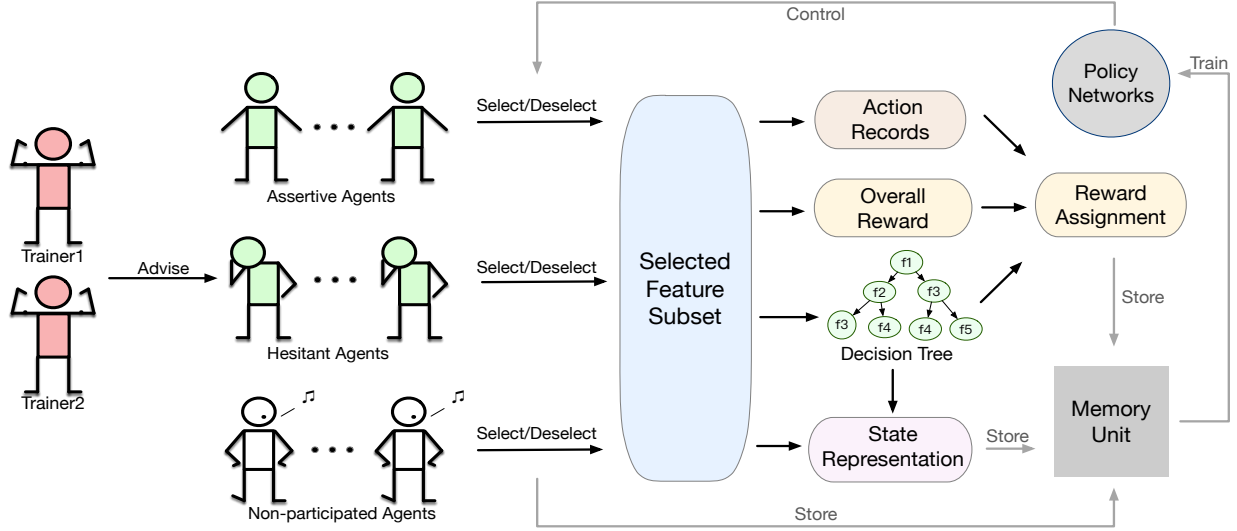 Control
Policy
Networks
Train
Select/Deselect
Action
Records
Assertive Agents
Trainer1
Overall
Reward
Reward
Assignment
Advise
Select/Deselect
Selected
Feature
Subset
f1
f2
f3
f3
f4
f4
f5
Decision Tree
Store
Hesitant Agents
Trainer2
Select/Deselect
State
Representation
Store
Memory
Unit
Non-participated Agents
Store